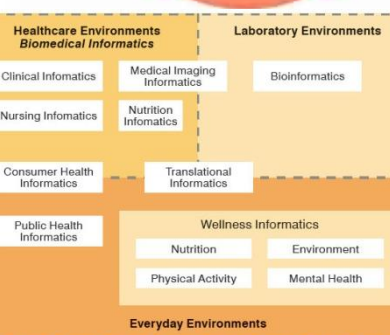 Healthcare Environments
Biomedical Informatics
Laboratory Environments
Clinical Infomatics
Medical Imaging
Informatics
Bioinformatics
Nursing Infomatics
Nutrition
Infomatics
Consumer Health
Informatics
Translational
Informatics
Public Health
Informatics
Wellness Informatics
Nutrition
Environment
Physical Activity
Mental Health
Everyday Environments